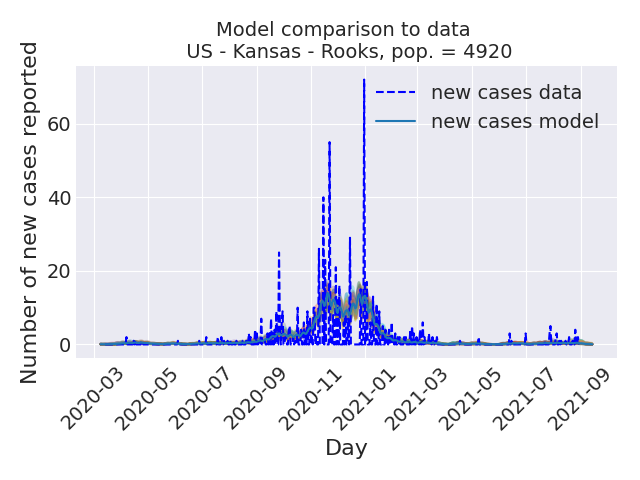 Model comparison to data
US - Kansas - Rooks, pop. = 4920
new cases data
new cases model
Number of new cases reported
60
40
20
0
2020-03
2020-05
2020-07
2020-09
2020-11
2021-01
2021-03
2021-05
2021-07
2021-09
Day